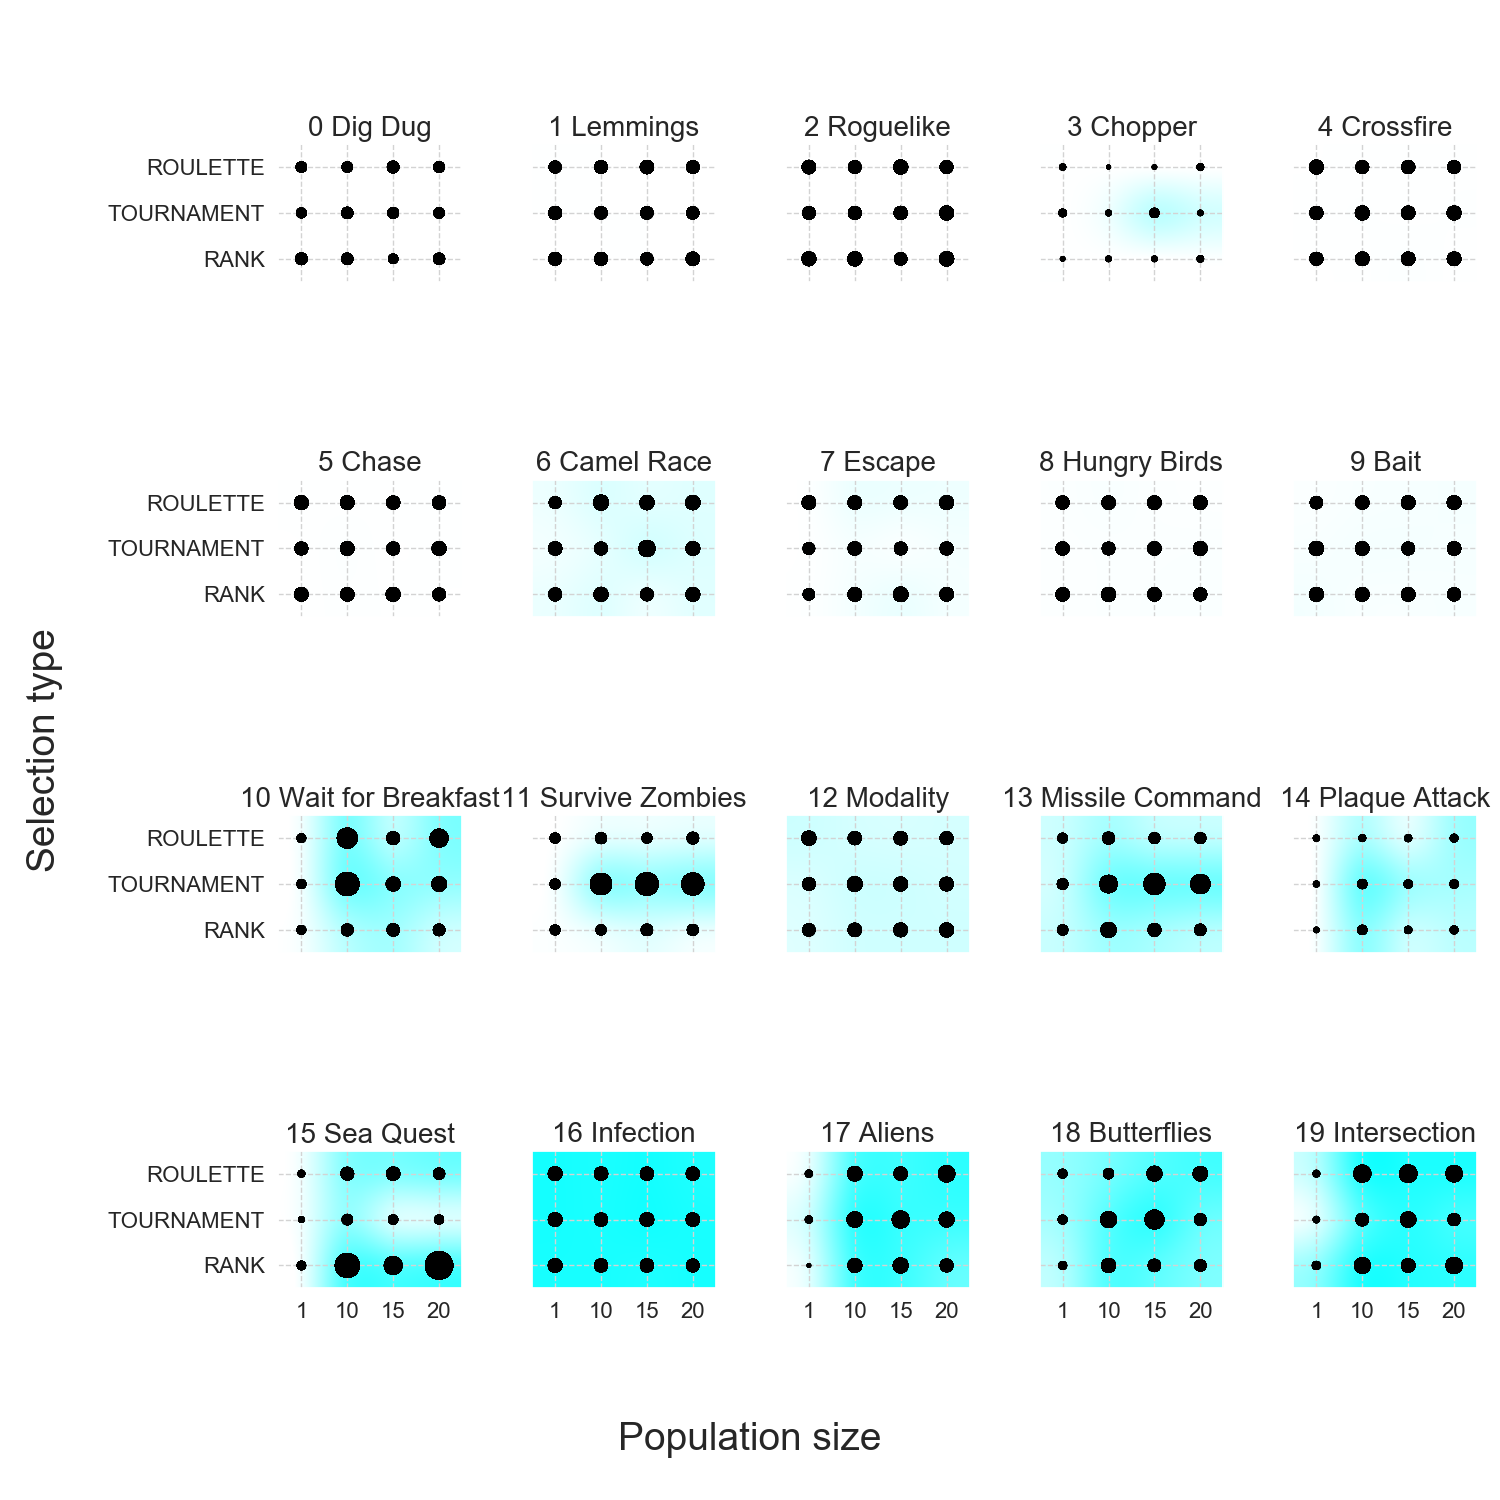 0 Dig Dug
1 Lemmings
2 Roguelike
3 Chopper
4 Crossfire
ROULETTE
TOURNAMENT
RANK
5 Chase
6 Camel Race
7 Escape
8 Hungry Birds
9 Bait
ROULETTE
TOURNAMENT
RANK
Selection type
10 Wait for Breakfast
11 Survive Zombies
12 Modality
13 Missile Command
14 Plaque Attack
ROULETTE
TOURNAMENT
RANK
15 Sea Quest
16 Infection
17 Aliens
18 Butterflies
19 Intersection
ROULETTE
TOURNAMENT
RANK
1 10 15 20
1 10 15 20
1 10 15 20
1 10 15 20
1 10 15 20
Population size